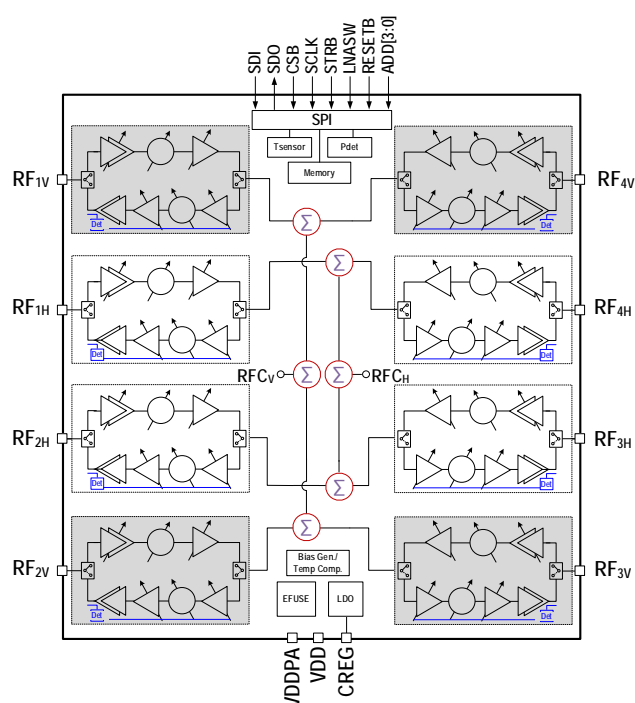 SDI
SDO
CSB
SCLK
STRB
LNASW
RESETB
ADD[3:0]
SPI
Tsensor
Pdet
Memory
RF1V
Det
Det
RF4V
Σ
Σ
RF1H
Det
Det
RF4H
RFCV
Σ
Σ
RFCH
RF2H
Det
Det
RF3H
Σ
Σ
RF2V
Det
Det
RF3V
Bias Gen./
Temp Comp.
EFUSE
LDO
VDDPA
VDD
CREG